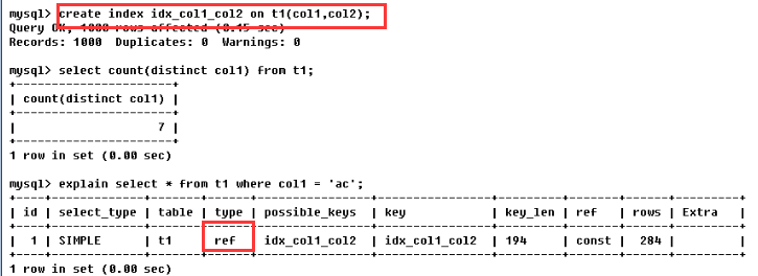 mysql> create index idx_col1_col2 on t1(col1,col2);
Query OK, 1000 rows affected (0.15 sec)
Records: 1000  Duplicates: 0  Warnings: 0
mysql> select count(distinct col1) from t1;
+----------------------+
| count(distinct col1) |
+----------------------+
|                    7 |
+----------------------+
1 row in set (0.00 sec)
mysql> explain select * from t1 where col1 = 'ac';
+----+-------------+-------+------+---------------+---------------+---------+-------+------+-------+
| id | select_type | table | type | possible_keys | key           | key_len | ref   | rows | Extra |
+----+-------------+-------+------+---------------+---------------+---------+-------+------+-------+
|  1 | SIMPLE      | t1    | ref  | idx_col1_col2 | idx_col1_col2 | 194     | const |  284 |       |
+----+-------------+-------+------+---------------+---------------+---------+-------+------+-------+
1 row in set (0.00 sec)